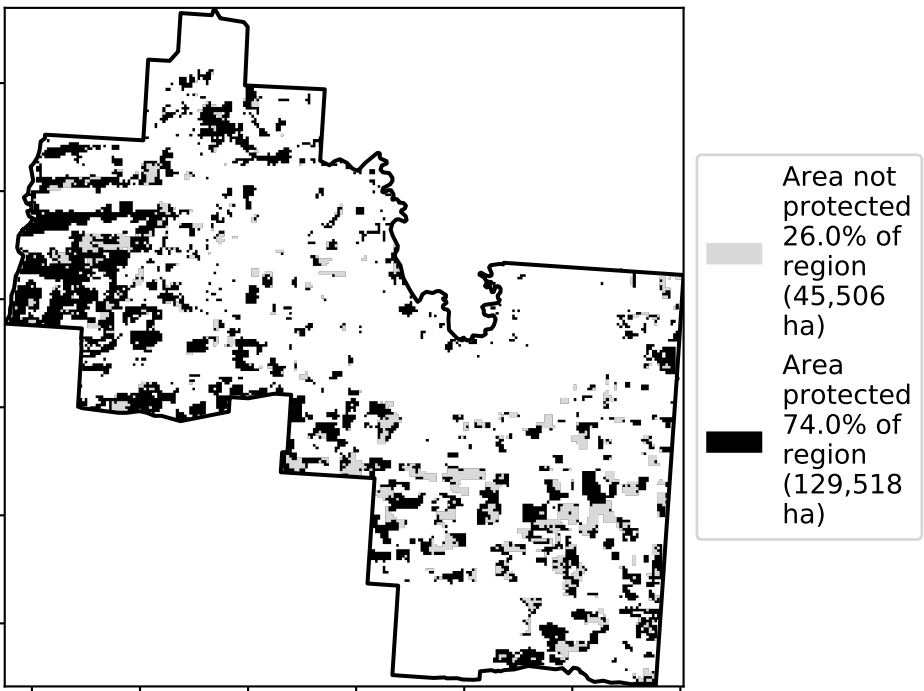 Area not
protected
26.0% of
region
(45,506
ha)
Area
protected
74.0% of
region
(129,518
ha)